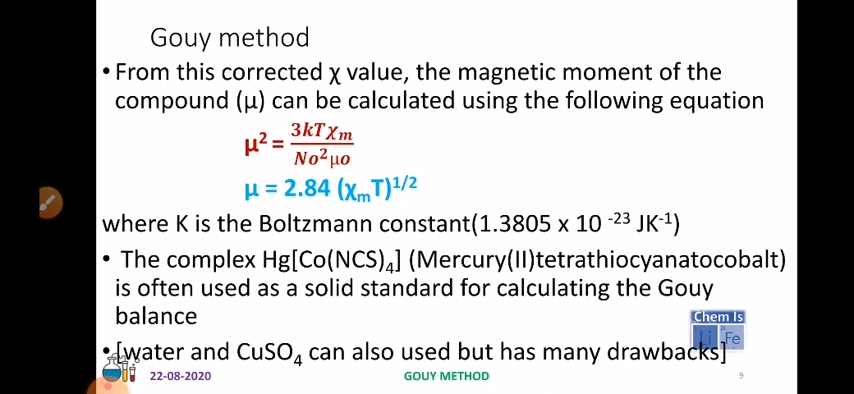 Gouy method
• From this corrected χ value, the magnetic moment of the
compound (μ) can be calculated using the following equation
μ² = 3kTχₘ / No²μo
μ = 2.84 (χₘT)¹/²
where K is the Boltzmann constant(1.3805 x 10 ⁻²³ JK⁻¹)
• The complex Hg[Co(NCS)₄] (Mercury(II)tetrathiocyanatocobalt)
is often used as a solid standard for calculating the Gouy
balance
Chem Is
Li Fe
• [water and CuSO₄ can also used but has many drawbacks]
22-08-2020 GOUY METHOD 9